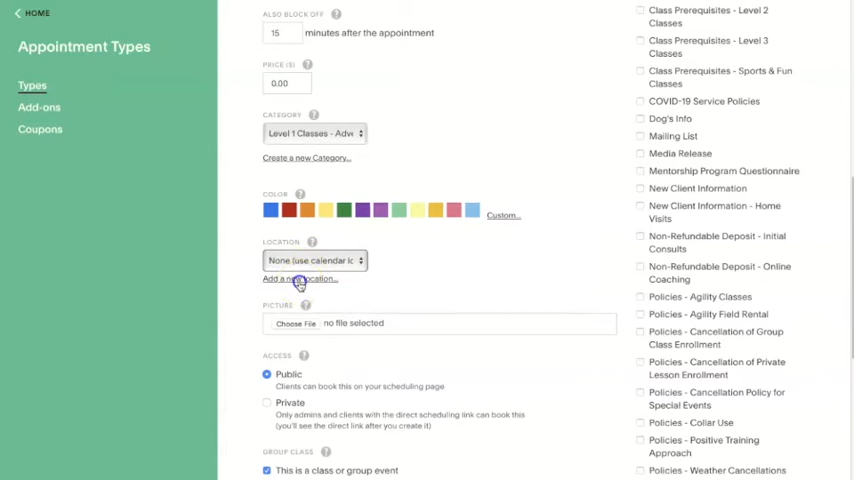 HOME
Appointment Types
Types
Add-ons
Coupons
ALSO BLOCK OFF ?
15 minutes after the appointment
PRICE ($) ?
0.00
CATEGORY ?
Level 1 Classes - Adv
Create a new Category...
COLOR ?
Custom...
LOCATION ?
None (use calendar lo
Add a new location...
PICTURE ?
Choose File no file selected
ACCESS ?
Public
Clients can book this on your scheduling page
Private
Only admins and clients with the direct scheduling link can book this
(you'll see the direct link after you create it)
GROUP CLASS ?
This is a class or group event
Class Prerequisites - Level 2
Classes
Class Prerequisites - Level 3
Classes
Class Prerequisites - Sports & Fun
Classes
COVID-19 Service Policies
Dog's Info
Mailing List
Media Release
Mentorship Program Questionnaire
New Client Information
New Client Information - Home
Visits
Non-Refundable Deposit - Initial
Consults
Non-Refundable Deposit - Online
Coaching
Policies - Agility Classes
Policies - Agility Field Rental
Policies - Cancellation of Group
Class Enrollment
Policies - Cancellation of Private
Lesson Enrollment
Policies - Cancellation Policy for
Special Events
Policies - Collar Use
Policies - Positive Training
Approach
Policies - Weather Cancellations